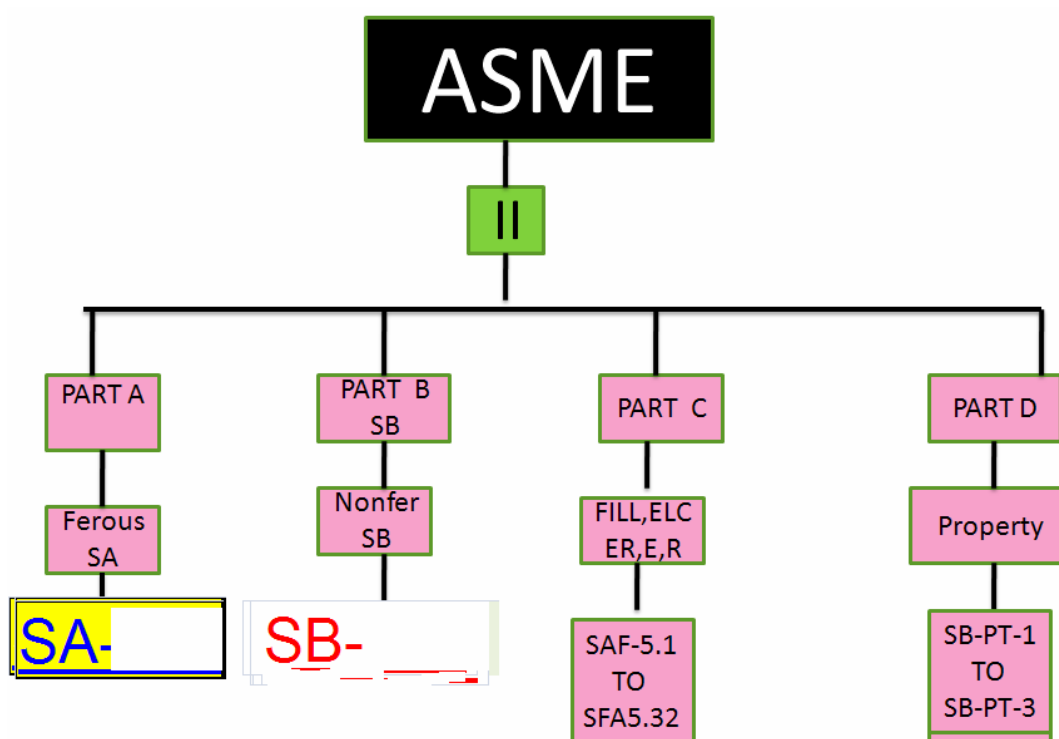 ASME
II
PART A
PART B
SB
PART C
PART D
Ferous
SA
Nonfer
SB
FILL,ELC
ER,E,R
Property
SA-
SB-
SAF-5.1
TO
SFA5.32
SB-PT-1
TO
SB-PT-3